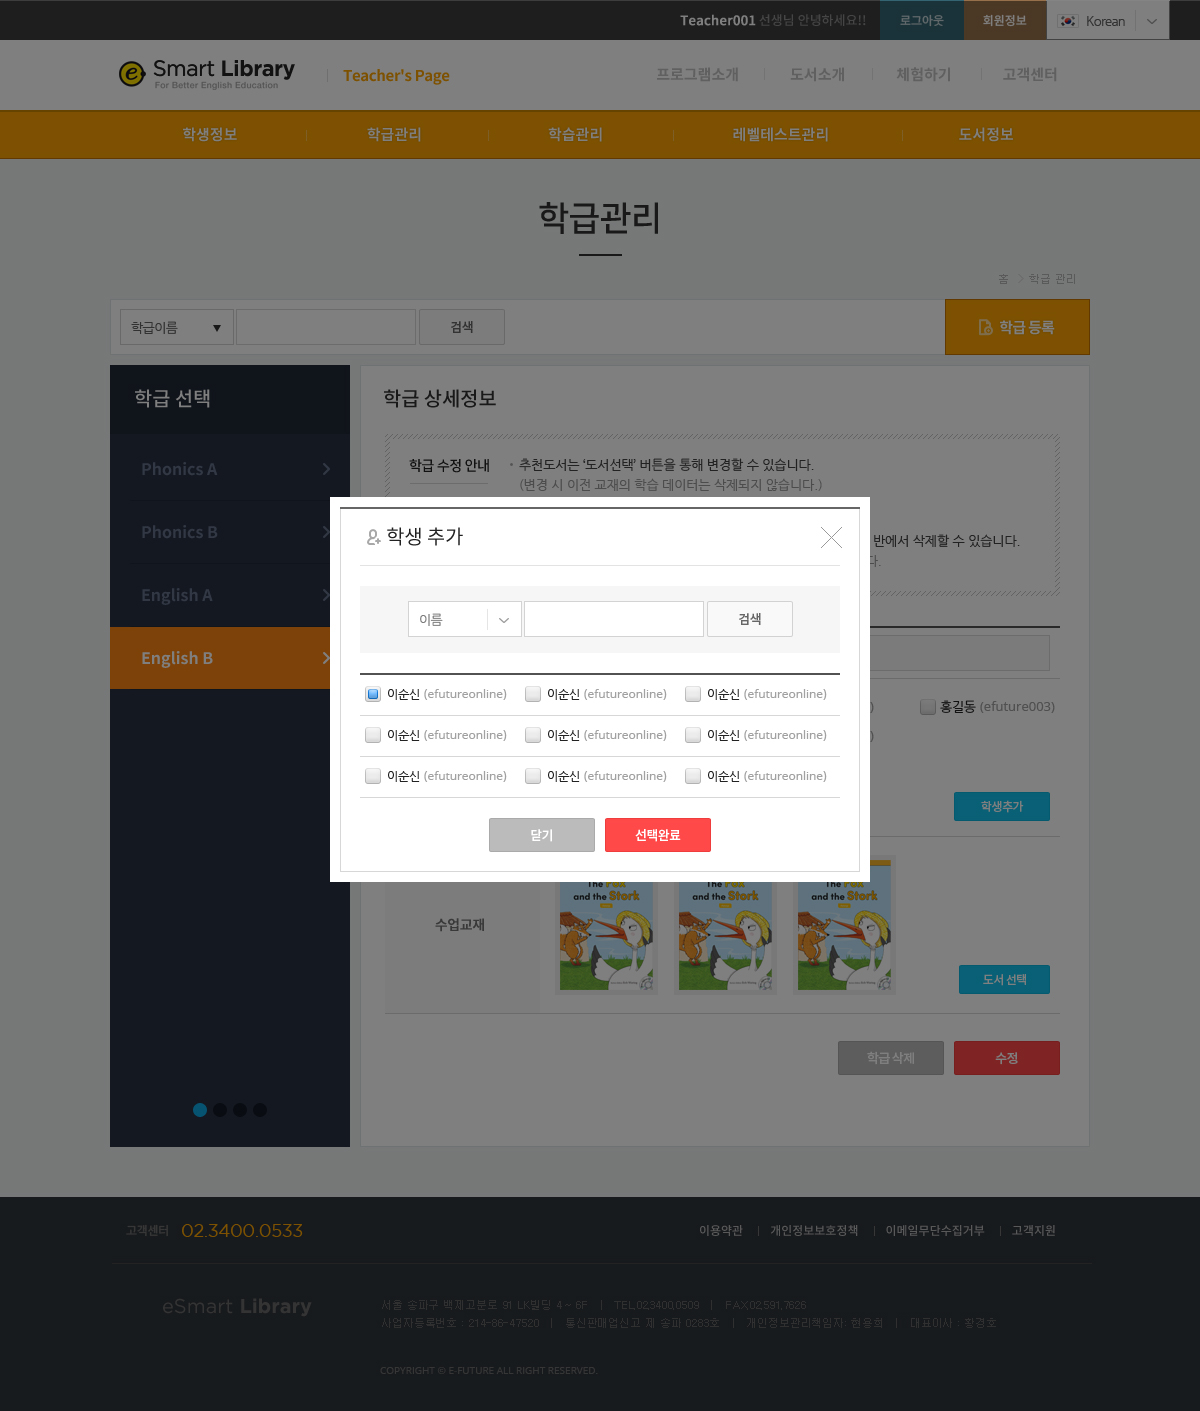 Teacher001 선생님 안녕하세요!!
로그아웃
회원정보
Korean
e Smart Library
For Better English Education
Teacher's Page
프로그램소개
도서소개
체험하기
고객센터
학생정보
학급관리
학습관리
레벨테스트관리
도서정보
학급관리
홈 > 학급 관리
학급이름
검색
학급 등록
학급 선택
Phonics A
Phonics B
English A
English B
학급 상세정보
학급 수정 안내
· 추천도서는 ‘도서선택’ 버튼을 통해 변경할 수 있습니다.
(변경 시 이전 교재의 학습 데이터는 삭제되지 않습니다.)
반에서 삭제할 수 있습니다.
다.
학생 추가
이름
검색
이순신 (efutureonline) 이순신 (efutureonline) 이순신 (efutureonline)
이순신 (efutureonline) 이순신 (efutureonline) 이순신 (efutureonline)
이순신 (efutureonline) 이순신 (efutureonline) 이순신 (efutureonline)
닫기
선택완료
) 홍길동 (efuture003)
)
학생추가
수업교재
The Fox and the Stork
The Fox and the Stork
The Fox and the Stork
도서 선택
학급 삭제
수정
고객센터 02.3400.0533
이용약관 | 개인정보보호정책 | 이메일무단수집거부 | 고객지원
eSmart Library
서울 송파구 백제고분로 91 LK빌딩 4 ~ 6F | TEL.02.3400.0509 | FAX.02.591.7626
사업자등록번호 : 214-86-47520 | 통신판매업신고 제 송파 0283호 | 개인정보관리책임자: 현용희 | 대표이사 : 황경호
COPYRIGHT © E FUTURE ALL RIGHT RESERVED.